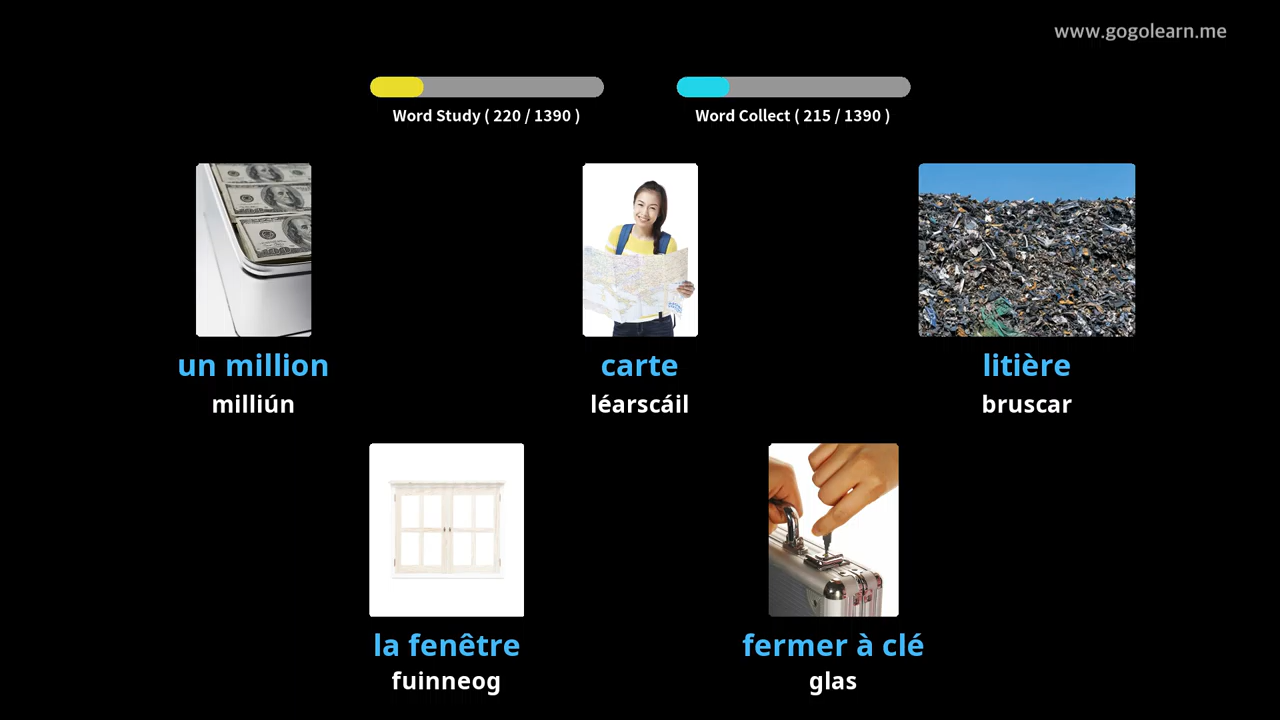 www.gogolearn.me
Word Study ( 220 / 1390 )
Word Collect ( 215 / 1390 )
un million
carte
litière
milliún
léarscáil
bruscar
la fenêtre
fermer à clé
fuinneog
glas